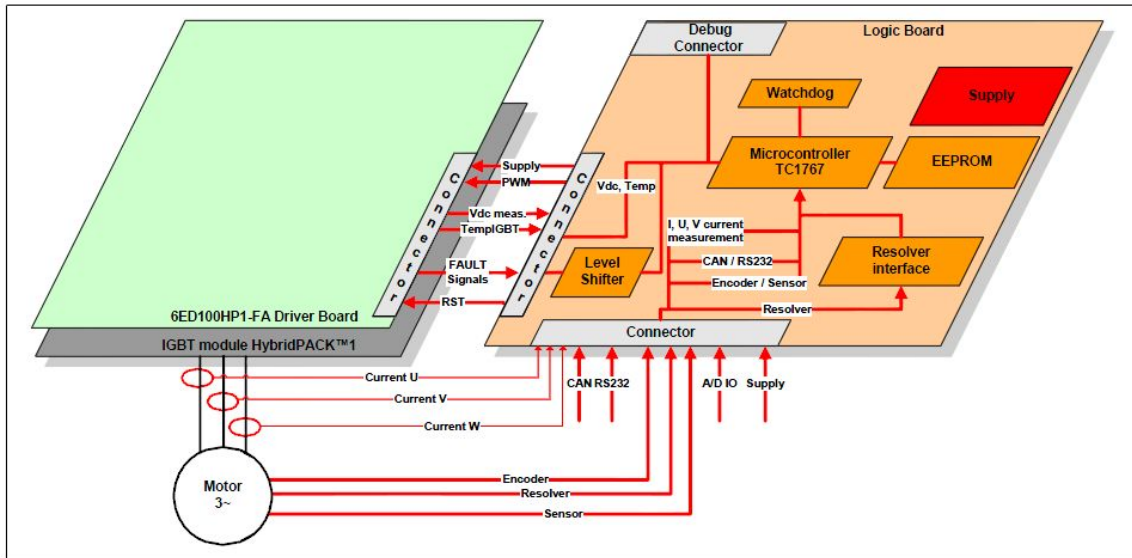 Debug
Connector
Logic Board
Watchdog
Supply
Microcontroller
TC1767
EEPROM
Supply
PWM
Vdc meas.
TempIGBT
FAULT
Signals
RST
Connector
Connector
Vdc, Temp
I, U, V current
measurement
CAN / RS232
Encoder / Sensor
Resolver
Level
Shifter
Resolver
interface
Connector
6ED100HP1-FA Driver Board
IGBT module HybridPACK™1
Current U
Current V
Current W
CAN RS232
A/D IO
Supply
Motor
3~
Encoder
Resolver
Sensor